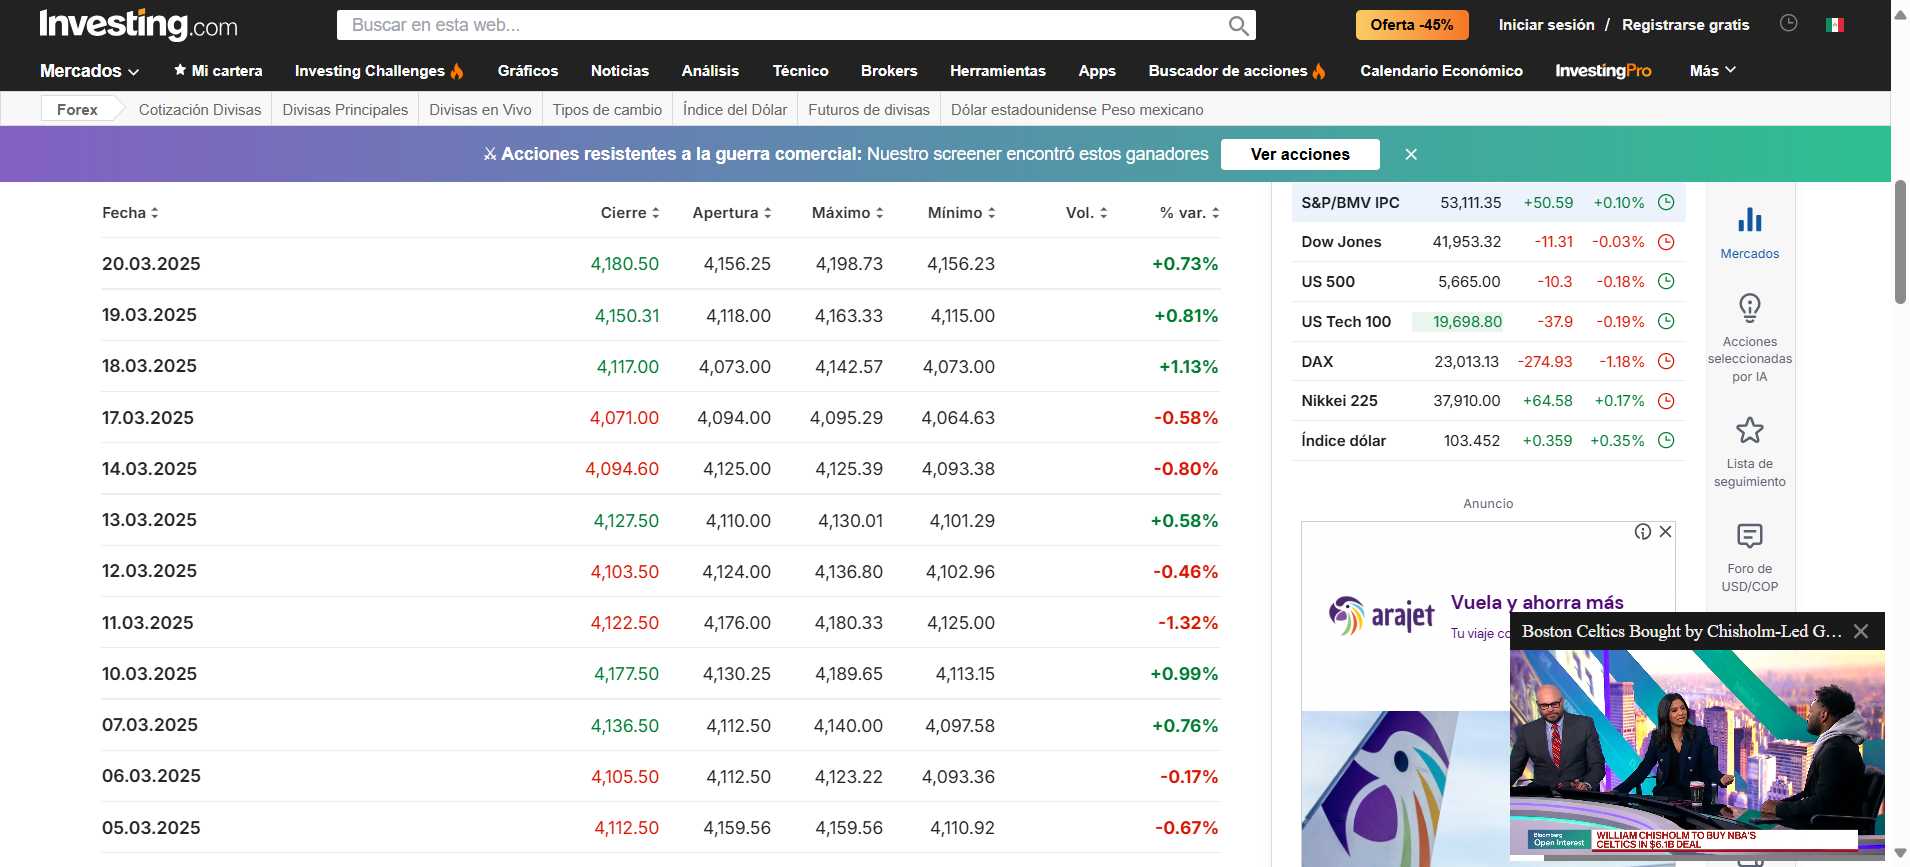 Investing.com
Buscar en esta web...
Oferta -45%
Iniciar sesión / Registrarse gratis
Mercados
Mi cartera
Investing Challenges
Gráficos
Noticias
Análisis
Técnico
Brokers
Herramientas
Apps
Buscador de acciones
Calendario Económico
InvestingPro
Más
Forex
Cotización Divisas
Divisas Principales
Divisas en Vivo
Tipos de cambio
Índice del Dólar
Futuros de divisas
Dólar estadounidense Peso mexicano
⚔ Acciones resistentes a la guerra comercial: Nuestro screener encontró estos ganadores
Ver acciones
Fecha Cierre Apertura Máximo Mínimo Vol. % var.
20.03.2025 4,180.50 4,156.25 4,198.73 4,156.23 +0.73%
19.03.2025 4,150.31 4,118.00 4,163.33 4,115.00 +0.81%
18.03.2025 4,117.00 4,073.00 4,142.57 4,073.00 +1.13%
17.03.2025 4,071.00 4,094.00 4,095.29 4,064.63 -0.58%
14.03.2025 4,094.60 4,125.00 4,125.39 4,093.38 -0.80%
13.03.2025 4,127.50 4,110.00 4,130.01 4,101.29 +0.58%
12.03.2025 4,103.50 4,124.00 4,136.80 4,102.96 -0.46%
11.03.2025 4,122.50 4,176.00 4,180.33 4,125.00 -1.32%
10.03.2025 4,177.50 4,130.25 4,189.65 4,113.15 +0.99%
07.03.2025 4,136.50 4,112.50 4,140.00 4,097.58 +0.76%
06.03.2025 4,105.50 4,112.50 4,123.22 4,093.36 -0.17%
05.03.2025 4,112.50 4,159.56 4,159.56 4,110.92 -0.67%
S&P/BMV IPC 53,111.35 +50.59 +0.10%
Dow Jones 41,953.32 -11.31 -0.03%
US 500 5,665.00 -10.3 -0.18%
US Tech 100 19,698.80 -37.9 -0.19%
DAX 23,013.13 -274.93 -1.18%
Nikkei 225 37,910.00 +64.58 +0.17%
Índice dólar 103.452 +0.359 +0.35%
Anuncio
arajet
Vuela y ahorra más
Tu viaje co
Mercados
Acciones
seleccionadas
por IA
Lista de
seguimiento
Foro de
USD/COP
Boston Celtics Bought by Chisholm-Led G...
Bloomberg
Open Interest
WILLIAM CHISHOLM TO BUY NBA'S
CELTICS IN $6.1B DEAL